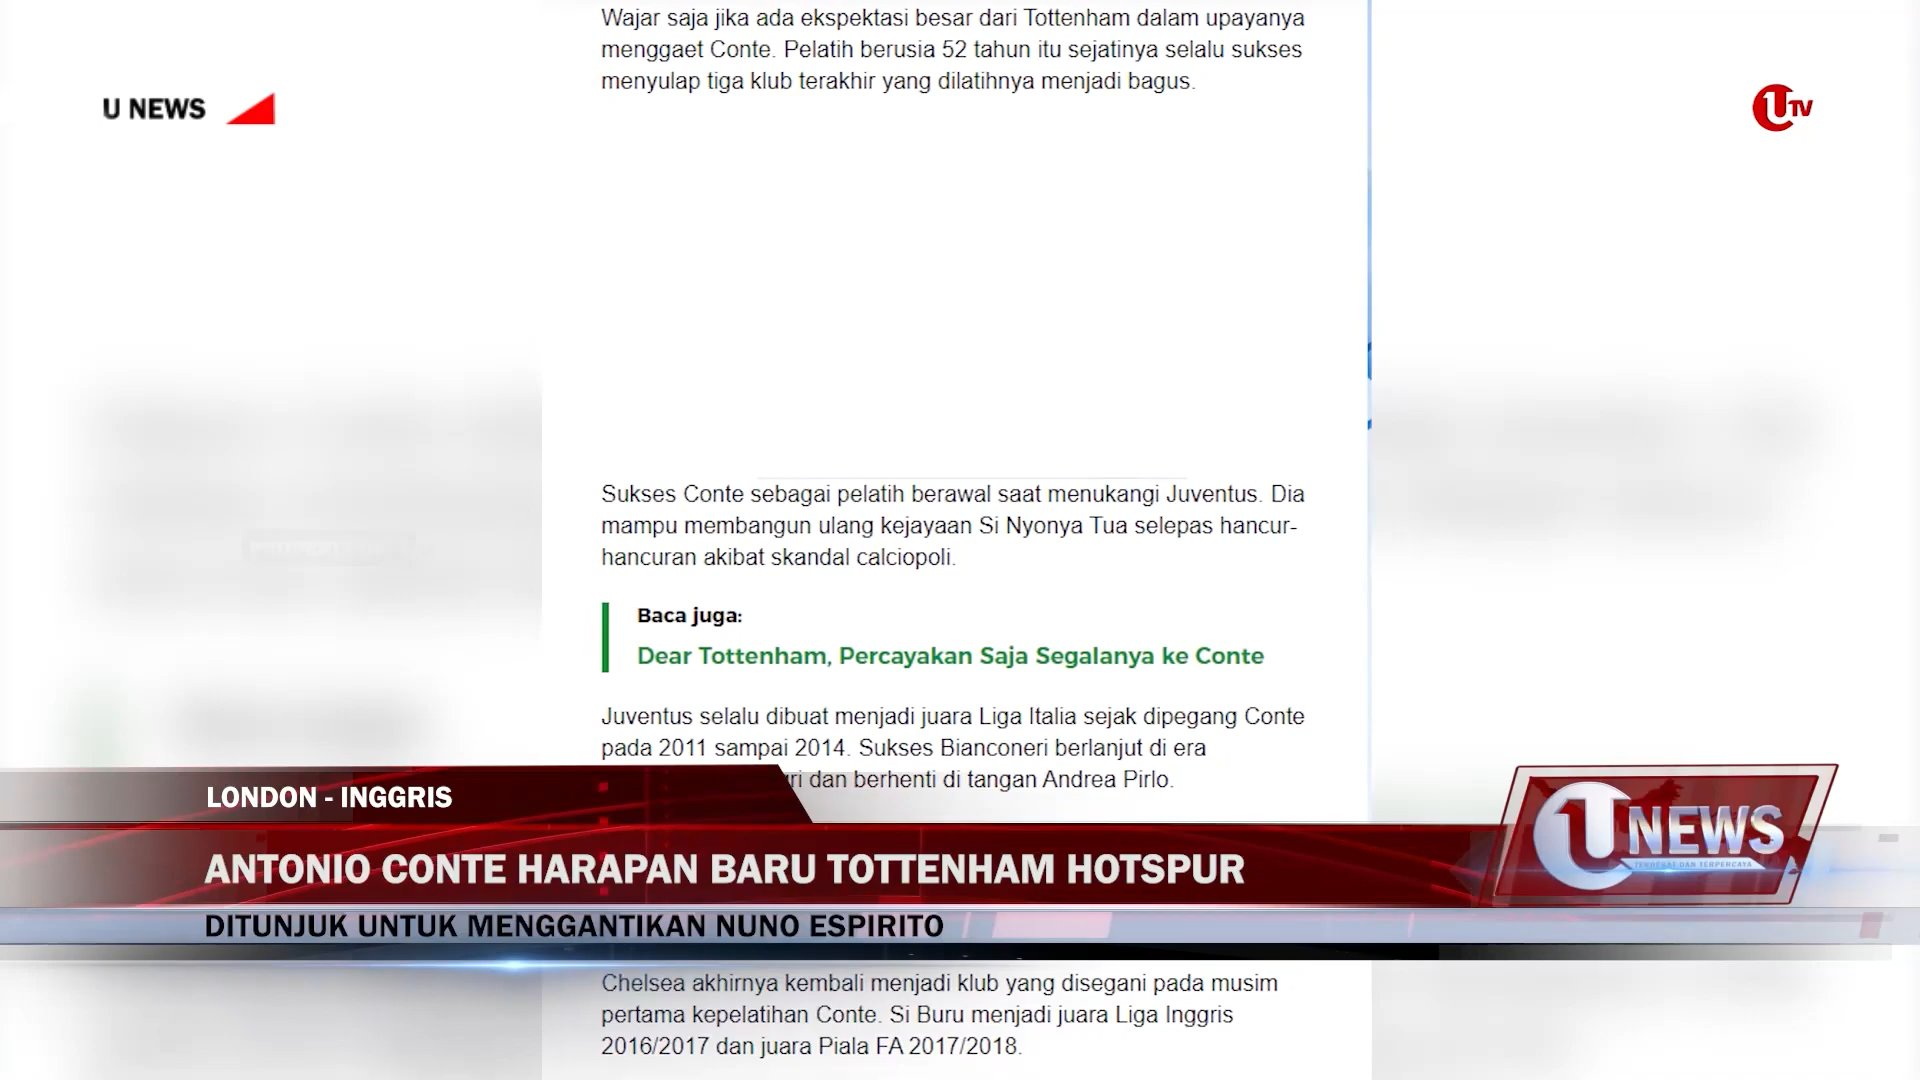 Wajar saja jika ada ekspektasi besar dari Tottenham dalam upayanya
menggaet Conte. Pelatih berusia 52 tahun itu sejatinya selalu sukses
menyulap tiga klub terakhir yang dilatihnya menjadi bagus.
U NEWS
UTV
Sukses Conte sebagai pelatih berawal saat menukangi Juventus. Dia
mampu membangun ulang kejayaan Si Nyonya Tua selepas hancur-
hancuran akibat skandal calciopoli.
Baca juga:
Dear Tottenham, Percayakan Saja Segalanya ke Conte
Juventus selalu dibuat menjadi juara Liga Italia sejak dipegang Conte
pada 2011 sampai 2014. Sukses Bianconeri berlanjut di era
dan berhenti di tangan Andrea Pirlo.
LONDON - INGGRIS
ANTONIO CONTE HARAPAN BARU TOTTENHAM HOTSPUR
DITUNJUK UNTUK MENGGANTIKAN NUNO ESPIRITO
U NEWS
TERDEKAT DAN TERPERCAYA
Chelsea akhirnya kembali menjadi klub yang disegani pada musim
pertama kepelatihan Conte. Si Buru menjadi juara Liga Inggris
2016/2017 dan juara Piala FA 2017/2018.